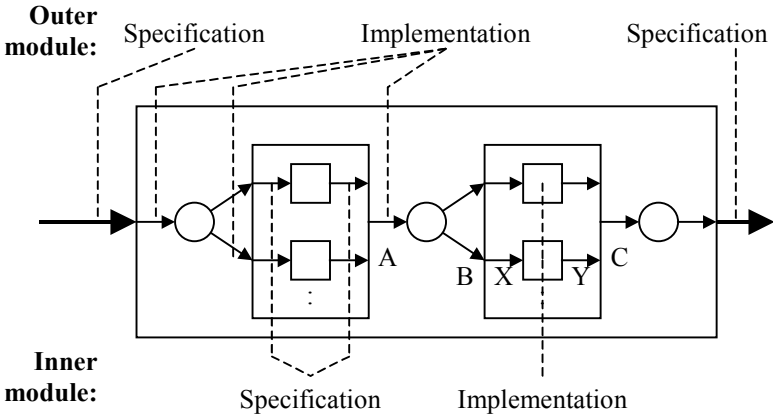 Outer
module:
Specification
Implementation
Specification
A
B
X
Y
C
Inner
module:
Specification
Implementation